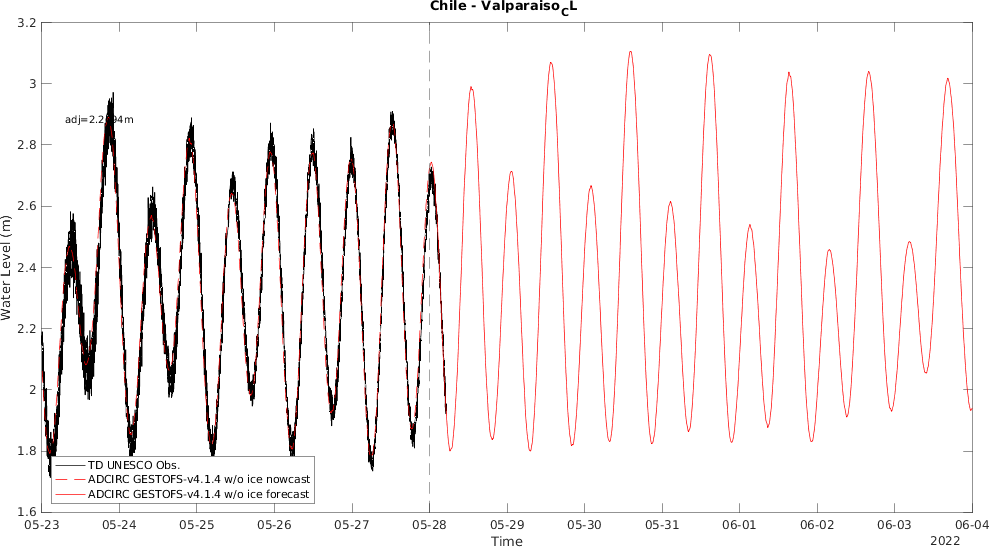 Chile - Valparaiso_CL
3.2
3
2.8
2.6
2.4
2.2
2
1.8
1.6
Water Level (m)
TD UNESCO Obs.
ADCIRC GESTOFS-v4.1.4 w/o ice nowcast
ADCIRC GESTOFS-v4.1.4 w/o ice forecast
05-23 05-24 05-25 05-26 05-27 05-28 05-29 05-30 05-31 06-01 06-02 06-03 06-04
Time
2022